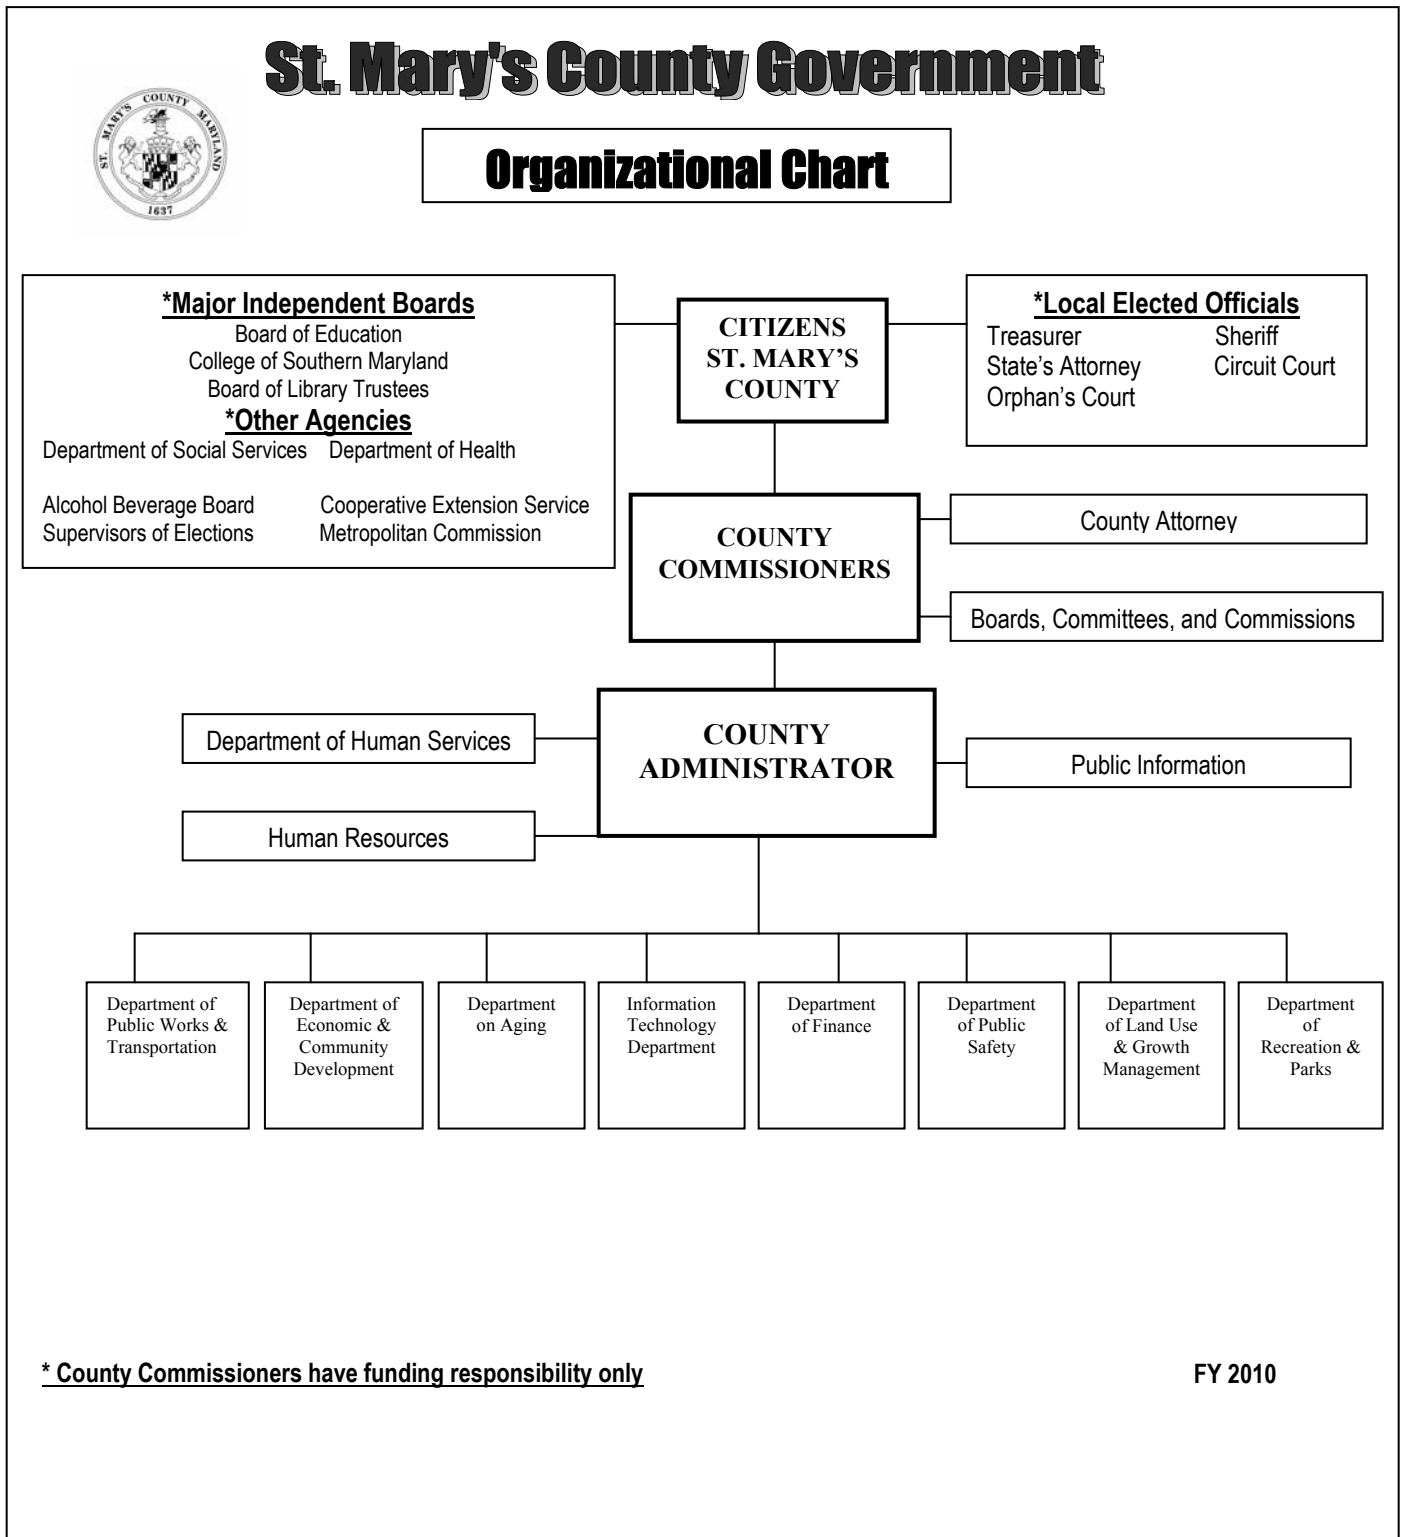 St. Mary's County Government
ST. MARY'S COUNTY MARYLAND
1637
Organizational Chart
*Major Independent Boards
Board of Education
College of Southern Maryland
Board of Library Trustees
*Other Agencies
Department of Social Services Department of Health
Alcohol Beverage Board Cooperative Extension Service
Supervisors of Elections Metropolitan Commission
CITIZENS
ST. MARY’S
COUNTY
*Local Elected Officials
Treasurer Sheriff
State’s Attorney Circuit Court
Orphan’s Court
COUNTY
COMMISSIONERS
County Attorney
Boards, Committees, and Commissions
Department of Human Services
Human Resources
COUNTY
ADMINISTRATOR
Public Information
Department of
Public Works &
Transportation
Department of
Economic &
Community
Development
Department
on Aging
Information
Technology
Department
Department
of Finance
Department
of Public
Safety
Department
of Land Use
& Growth
Management
Department
of
Recreation &
Parks
* County Commissioners have funding responsibility only
FY 2010